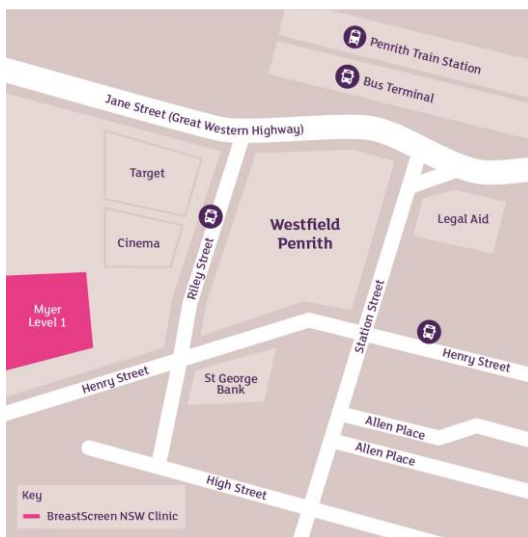 Penrith Train Station
Bus Terminal
Jane Street (Great Western Highway)
Target
Cinema
Riley Street
Westfield
Penrith
Legal Aid
Myer
Level 1
Station Street
Henry Street
Henry Street
St George
Bank
Allen Place
Allen Place
High Street
Key
BreastScreen NSW Clinic